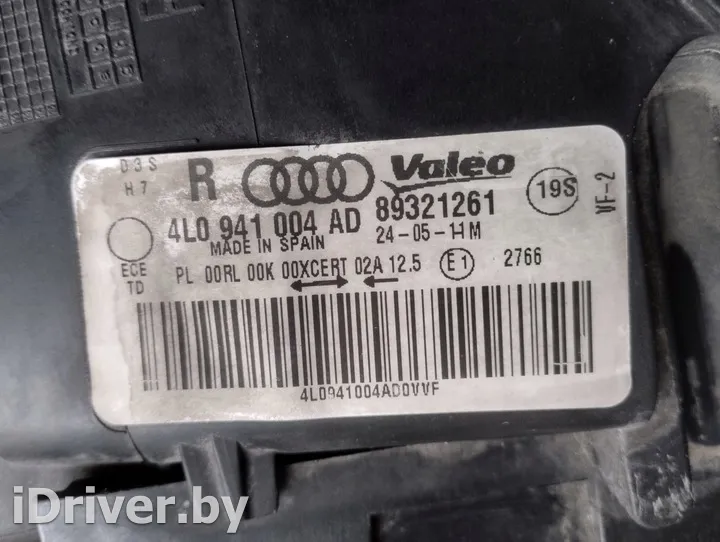 D3S
H7
R Valeo
4L0 941 004 AD 89321261
19S
VF-2
MADE IN SPAIN 24-05-1HM
ECE
TD
PL 00RL 00K 00XCERT 02A 12.5 E1 2766
4L0941004AD0VVF
iDriver.by